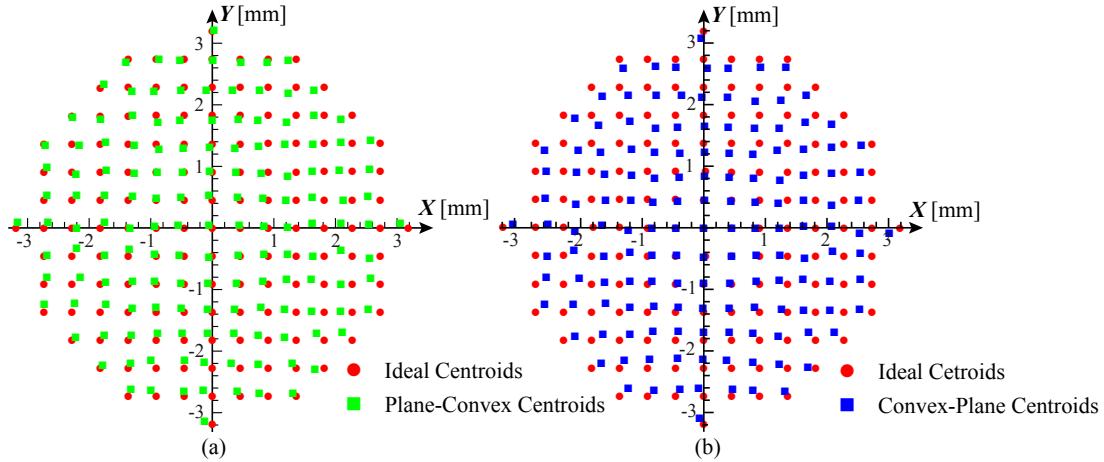 Y [mm] Y [mm]
3 3
2 2
1 1
X [mm] X [mm]
-3 -2 -1 1 2 3 -3 -2 -1 1 2 3
-1 -1
-2 -2
Ideal Centroids Ideal Cetroids
Plane-Convex Centroids Convex-Plane Centroids
-3 -3
(a) (b)